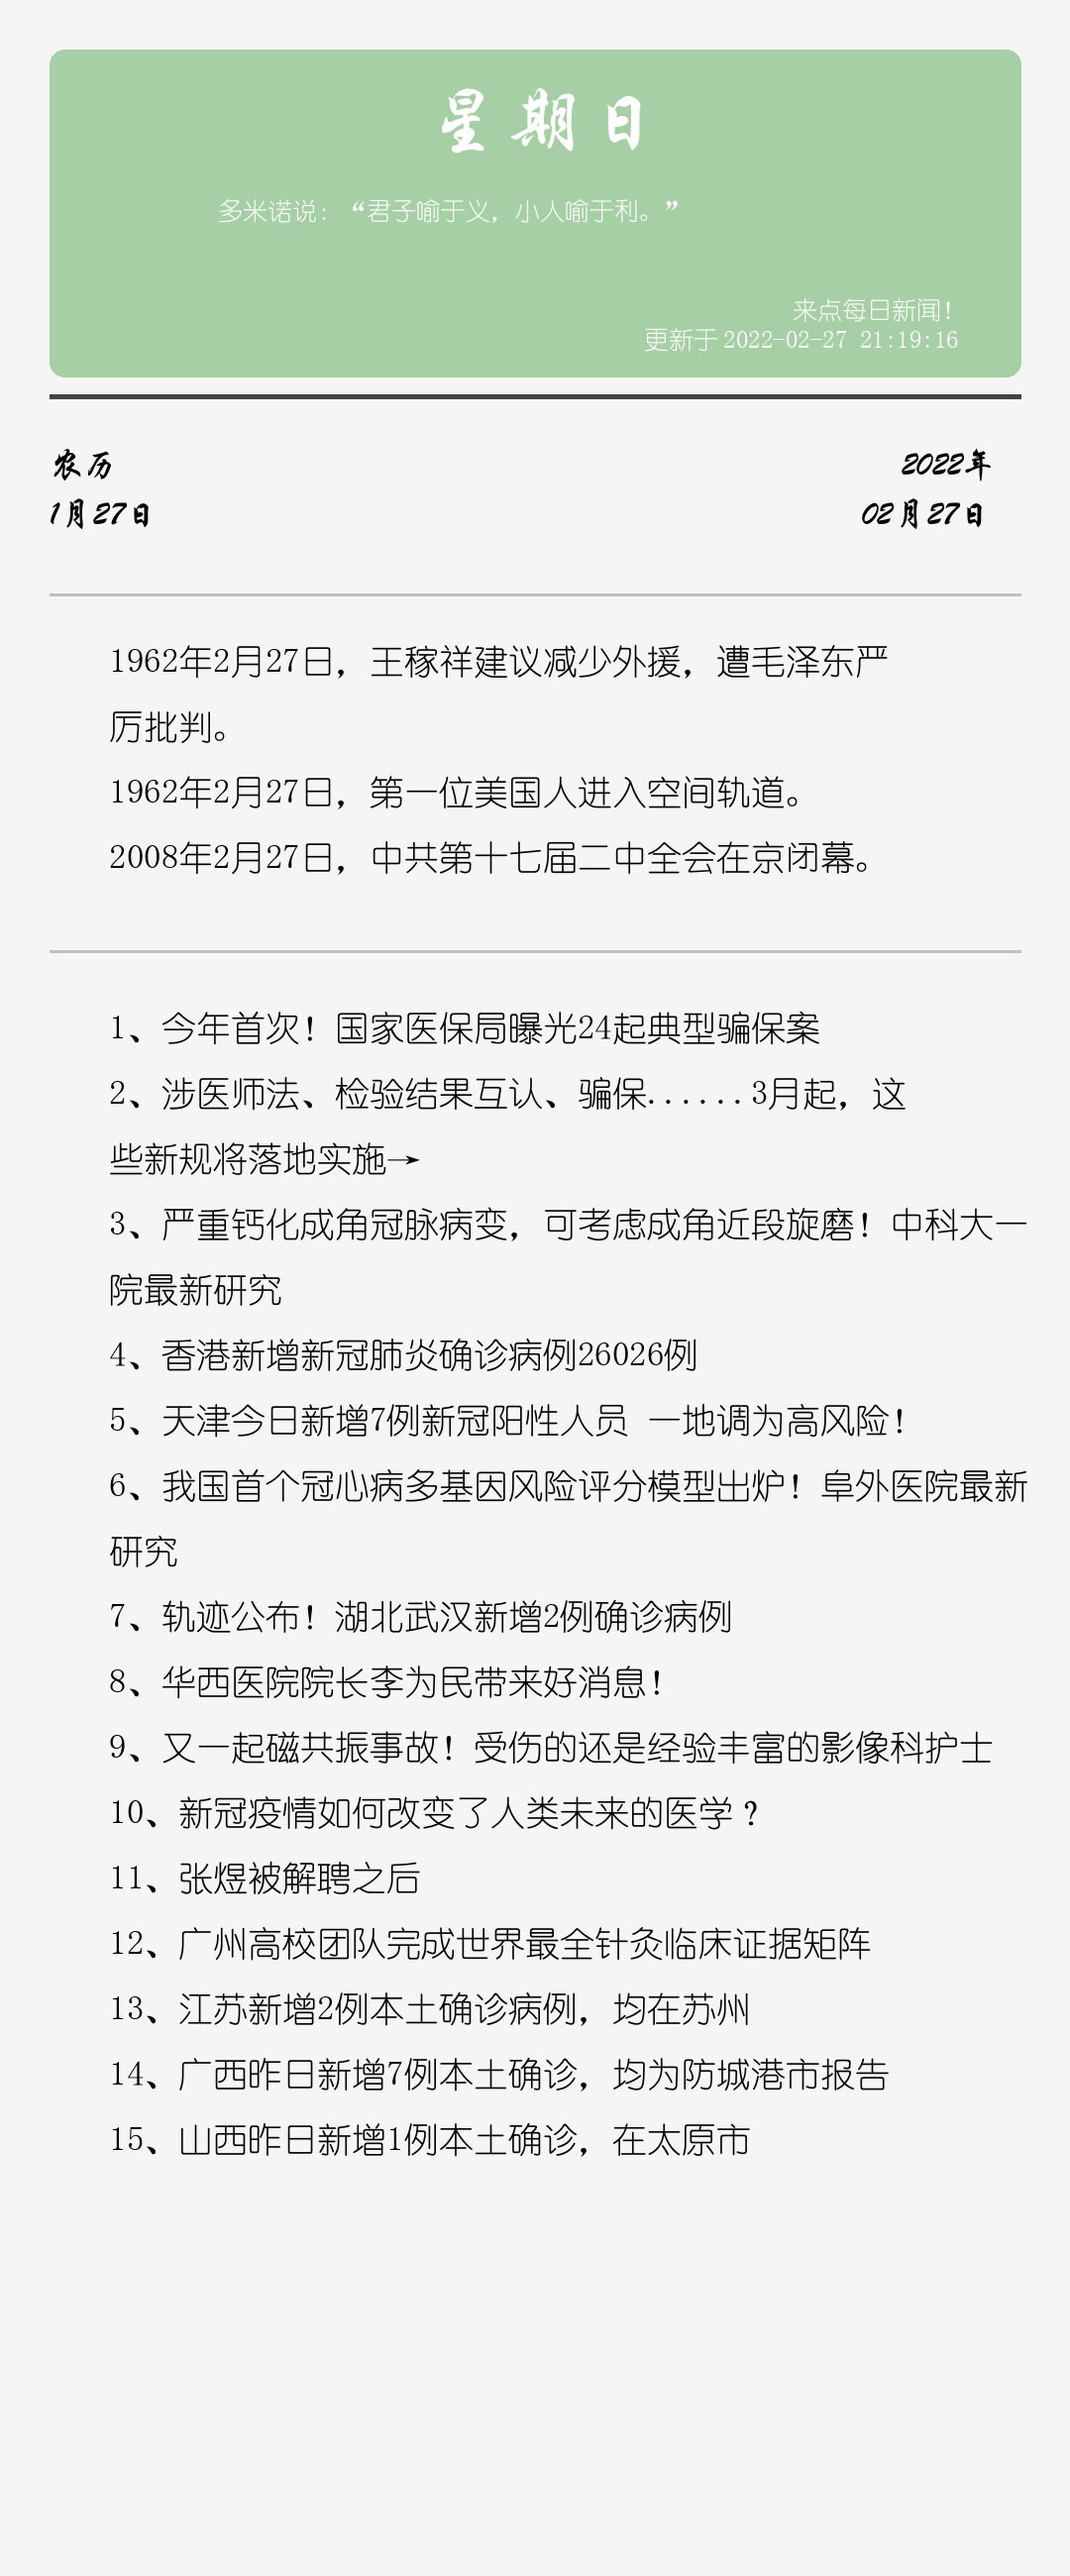 星期日
多米诺说：“君子喻于义，小人喻于利。”
来点每日新闻！
更新于 2022-02-27 21:19:16
农历
2022年
1月27日
02月27日
1962年2月27日，王稼祥建议减少外援，遭毛泽东严
厉批判。
1962年2月27日，第一位美国人进入空间轨道。
2008年2月27日，中共第十七届二中全会在京闭幕。
1、今年首次！国家医保局曝光24起典型骗保案
2、涉医师法、检验结果互认、骗保......3月起，这
些新规将落地实施→
3、严重钙化成角冠脉病变，可考虑成角近段旋磨！中科大一
院最新研究
4、香港新增新冠肺炎确诊病例26026例
5、天津今日新增7例新冠阳性人员 一地调为高风险！
6、我国首个冠心病多基因风险评分模型出炉！阜外医院最新
研究
7、轨迹公布！湖北武汉新增2例确诊病例
8、华西医院院长李为民带来好消息！
9、又一起磁共振事故！受伤的还是经验丰富的影像科护士
10、新冠疫情如何改变了人类未来的医学？
11、张煜被解聘之后
12、广州高校团队完成世界最全针灸临床证据矩阵
13、江苏新增2例本土确诊病例，均在苏州
14、广西昨日新增7例本土确诊，均为防城港市报告
15、山西昨日新增1例本土确诊，在太原市